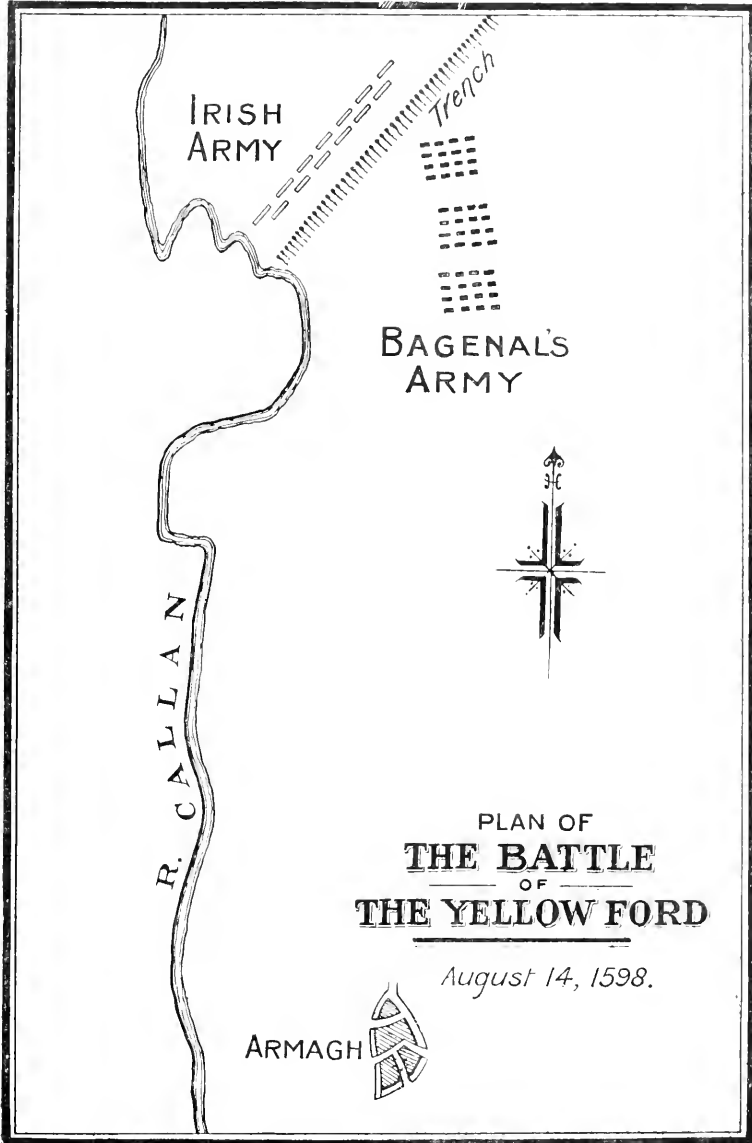 IRISH
ARMY
Trench
BAGENAL'S
ARMY
R. CALLAN
PLAN OF
THE BATTLE
OF
THE YELLOW FORD
August 14, 1598.
ARMAGH